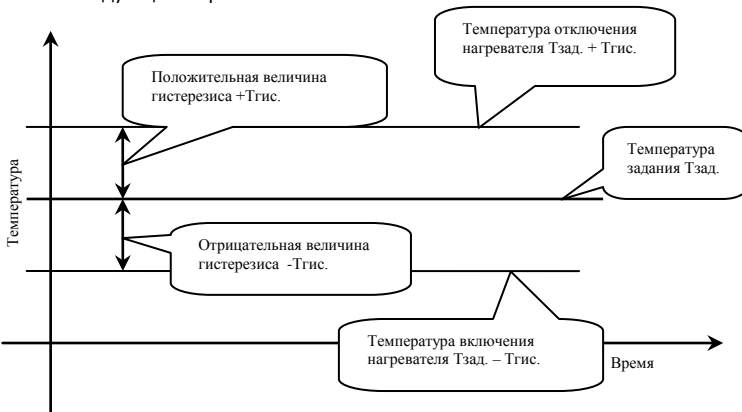 Температура отключения
нагревателя Тзад. + Тгис.
Положительная величина
гистерезиса +Тгис.
Температура
задания Тзад.
Температура
Отрицательная величина
гистерезиса -Тгис.
Температура включения
нагревателя Тзад. – Тгис.
Время